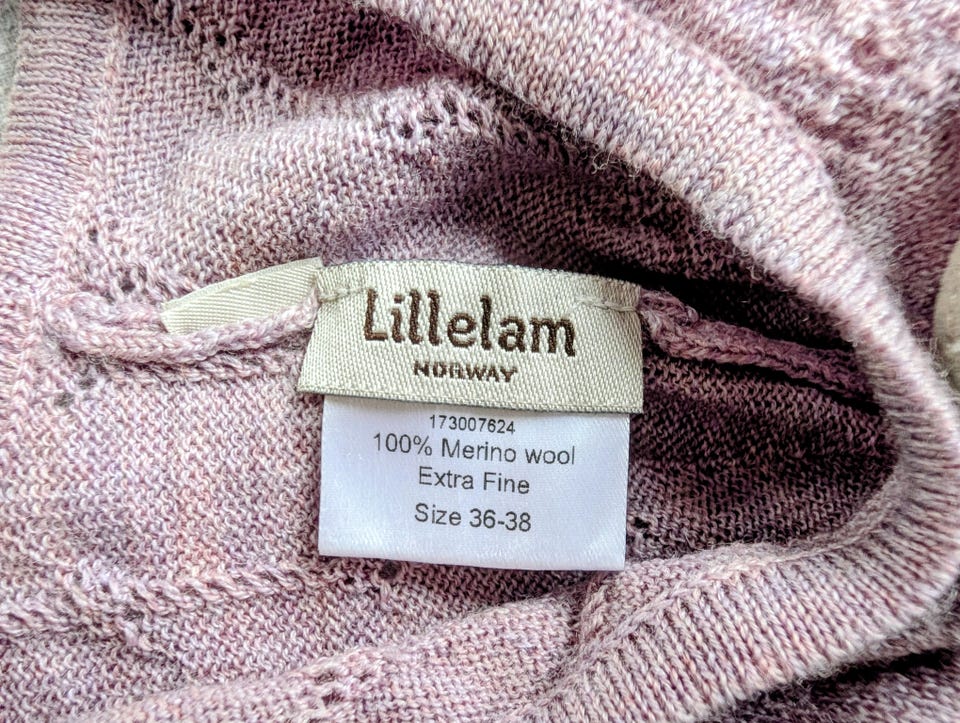 Lillelam
NORWAY
173007624
100% Merino wool
Extra Fine
Size 36-38